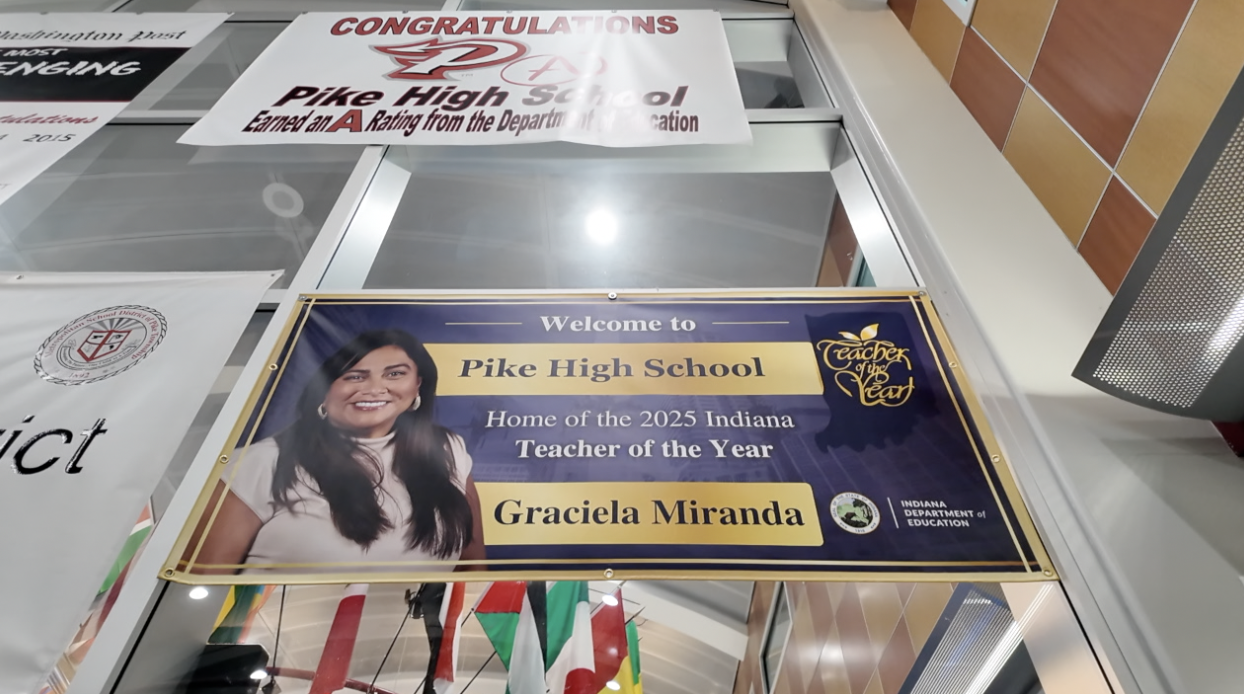 Washington Post
MOST
ENGING
2015
CONGRATULATIONS
P
A
Pike High School
Earned an A Rating from the Department of Education
ict
Welcome to
Pike High School
Home of the 2025 Indiana
Teacher of the Year
Graciela Miranda
Teacher
of the
Year
INDIANA
DEPARTMENT of
EDUCATION